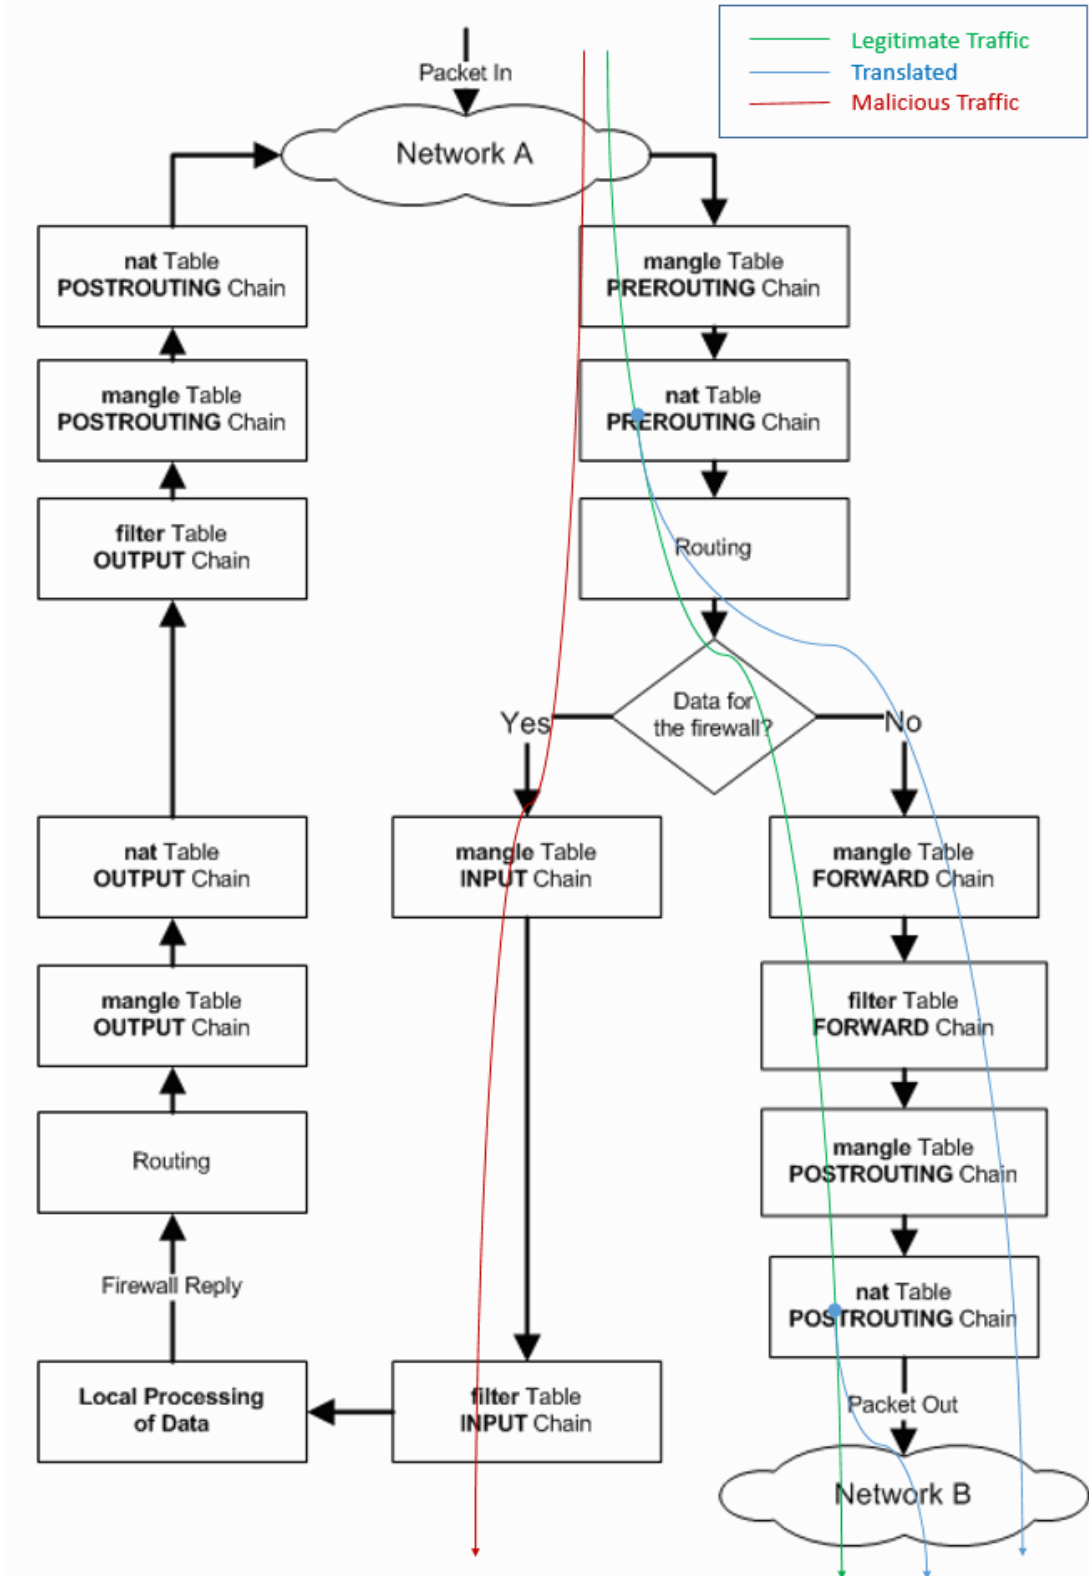 Legitimate Traffic
Translated
Malicious Traffic
Packet In
Network A
nat Table
POSTROUTING Chain
mangle Table
PREROUTING Chain
mangle Table
POSTROUTING Chain
nat Table
PREROUTING Chain
filter Table
OUTPUT Chain
Routing
Data for
the firewall?
Yes
No
nat Table
OUTPUT Chain
mangle Table
INPUT Chain
mangle Table
FORWARD Chain
mangle Table
OUTPUT Chain
filter Table
FORWARD Chain
Routing
mangle Table
POSTROUTING Chain
Firewall Reply
nat Table
POSTROUTING Chain
Local Processing
of Data
filter Table
INPUT Chain
Packet Out
Network B